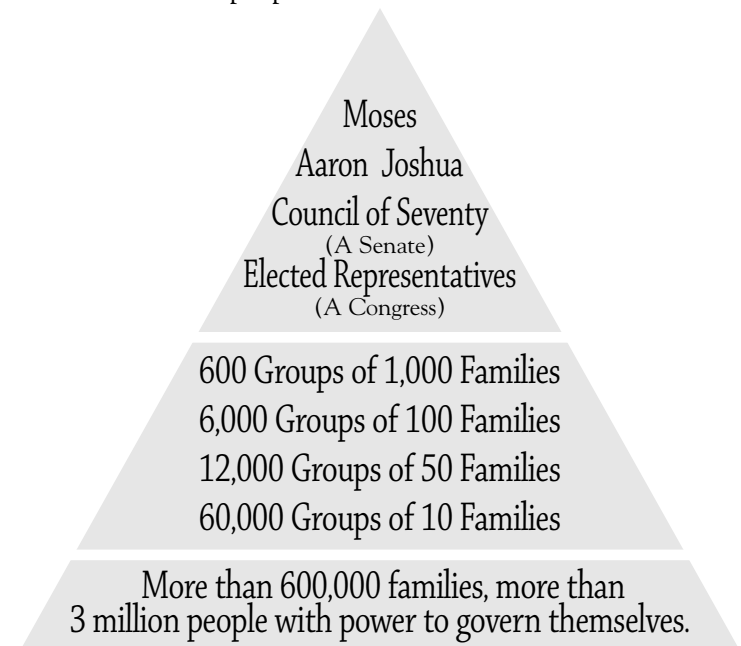 Moses
Aaron Joshua
Council of Seventy
(A Senate)
Elected Representatives
(A Congress)
600 Groups of 1,000 Families
6,000 Groups of 100 Families
12,000 Groups of 50 Families
60,000 Groups of 10 Families
More than 600,000 families, more than
3 million people with power to govern themselves.